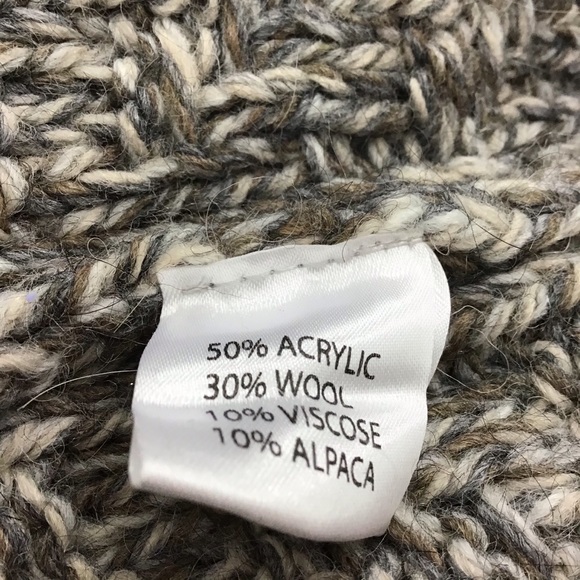 50% ACRYLIC
30% WOOL
10% VISCOSE
10% ALPACA